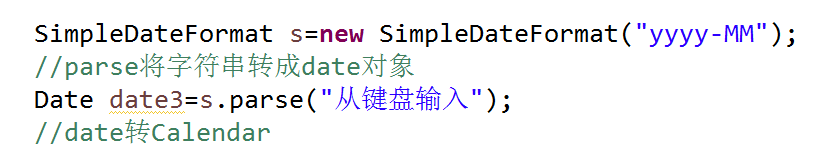 SimpleDateFormat s=new SimpleDateFormat("yyyy-MM");
//parse将字符串转成date对象
Date date3=s.parse("从键盘输入");
//date转Calendar